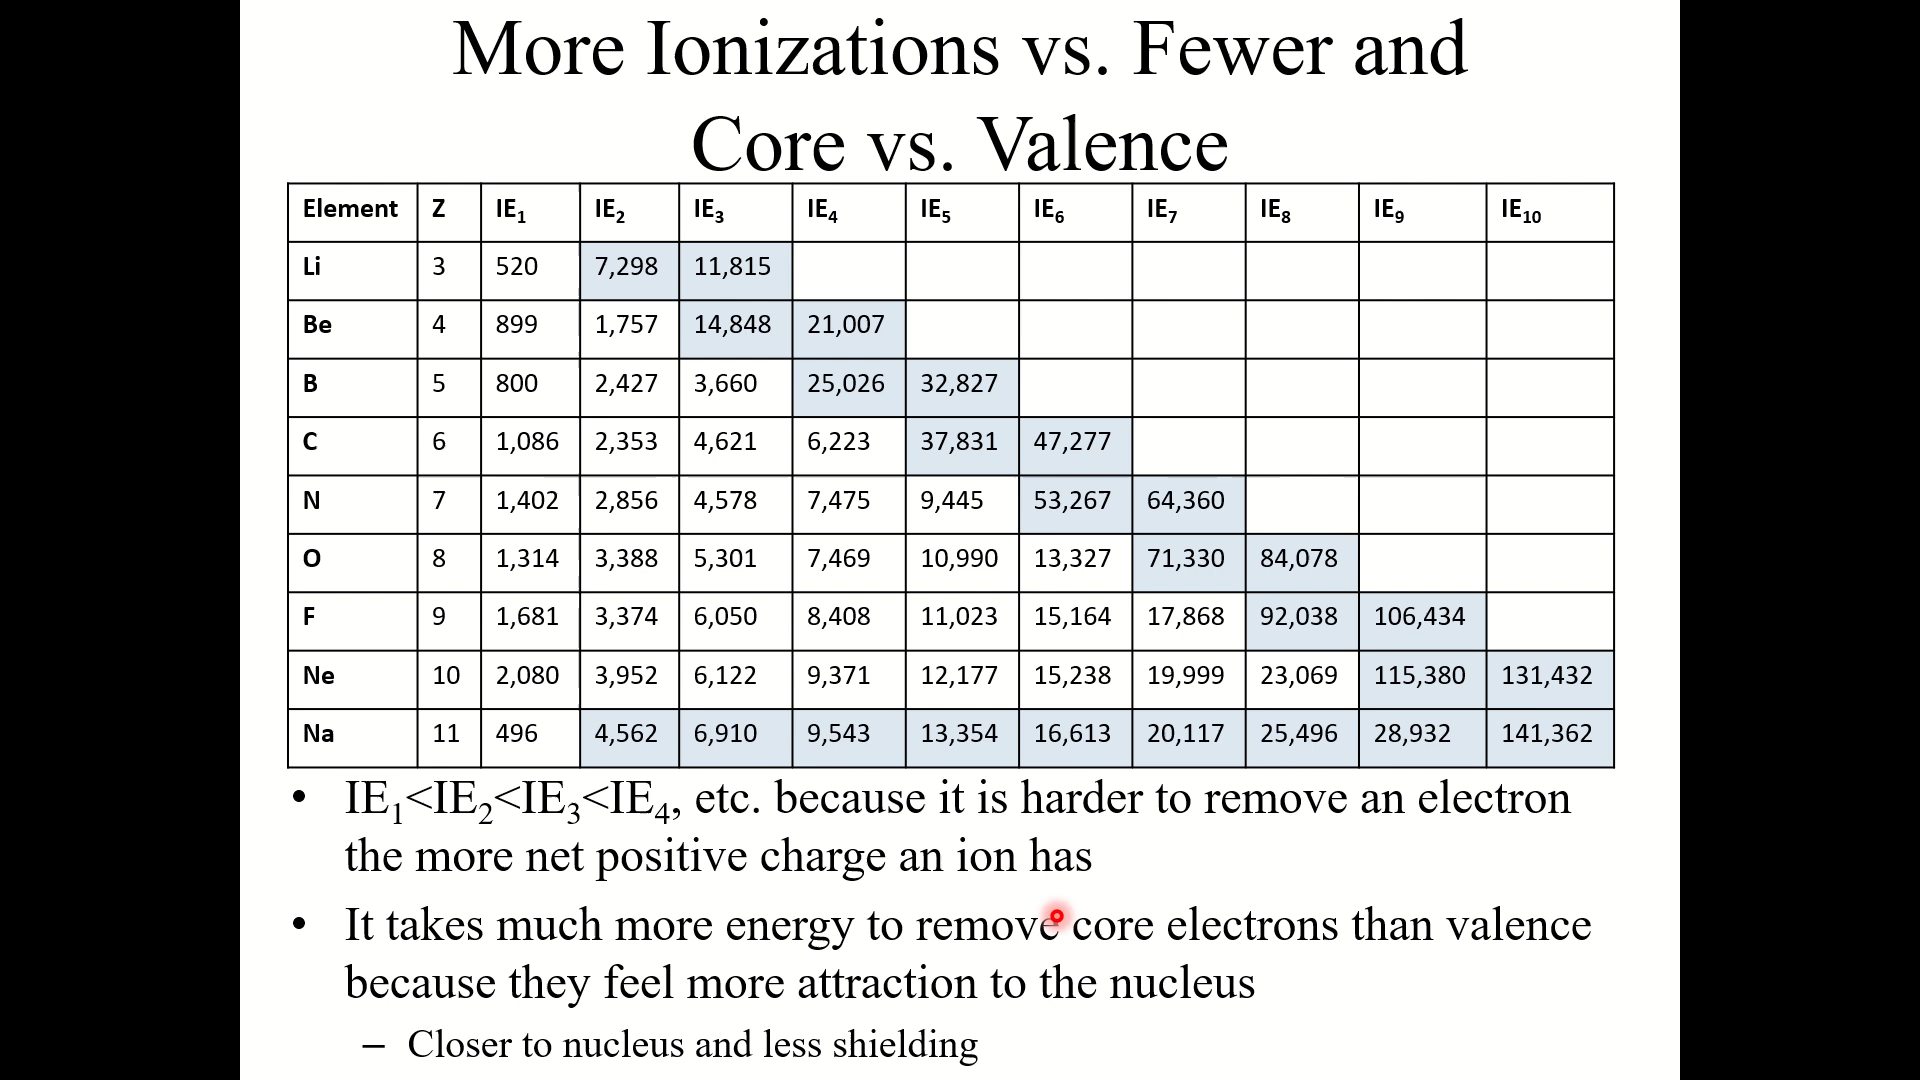 More Ionizations vs. Fewer and
Core vs. Valence
Element Z IE₁ IE₂ IE₃ IE₄ IE₅ IE₆ IE₇ IE₈ IE₉ IE₁₀
Li 3 520 7,298 11,815
Be 4 899 1,757 14,848 21,007
B 5 800 2,427 3,660 25,026 32,827
C 6 1,086 2,353 4,621 6,223 37,831 47,277
N 7 1,402 2,856 4,578 7,475 9,445 53,267 64,360
O 8 1,314 3,388 5,301 7,469 10,990 13,327 71,330 84,078
F 9 1,681 3,374 6,050 8,408 11,023 15,164 17,868 92,038 106,434
Ne 10 2,080 3,952 6,122 9,371 12,177 15,238 19,999 23,069 115,380 131,432
Na 11 496 4,562 6,910 9,543 13,354 16,613 20,117 25,496 28,932 141,362
• IE₁<IE₂<IE₃<IE₄, etc. because it is harder to remove an electron
the more net positive charge an ion has
• It takes much more energy to remove core electrons than valence
because they feel more attraction to the nucleus
– Closer to nucleus and less shielding